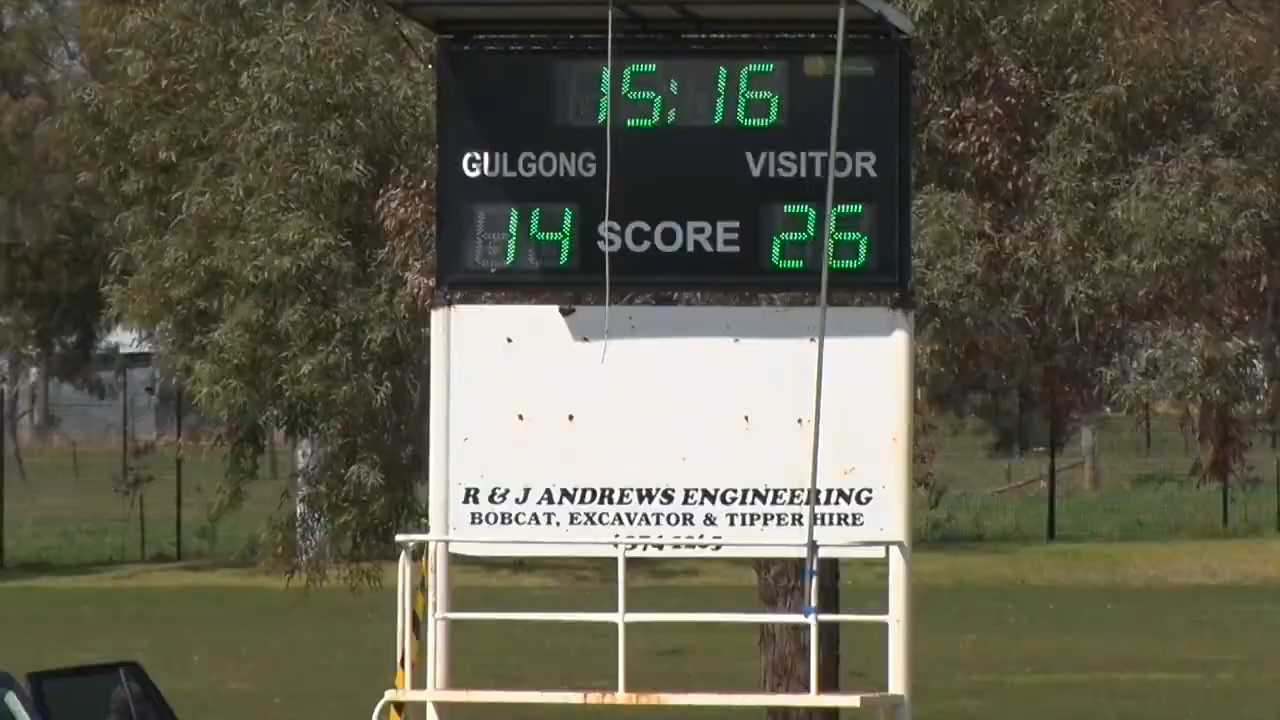 15:16
GULGONG VISITOR
14 SCORE 26
R & J ANDREWS ENGINEERING
BOBCAT, EXCAVATOR & TIPPER HIRE